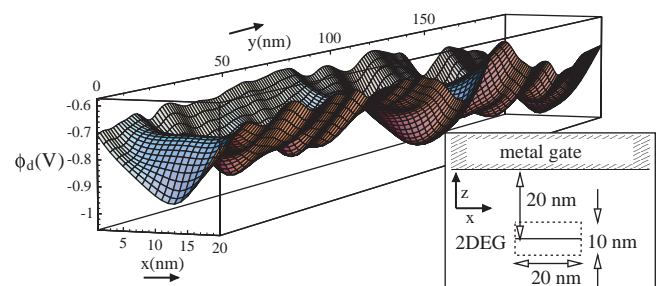 y(nm)
0
50
100
150
-0.6
-0.7
-0.8
-0.9
-1
ϕd(V)
5
10
15
20
x(nm)
metal gate
z
x
20 nm
2DEG
10 nm
20 nm